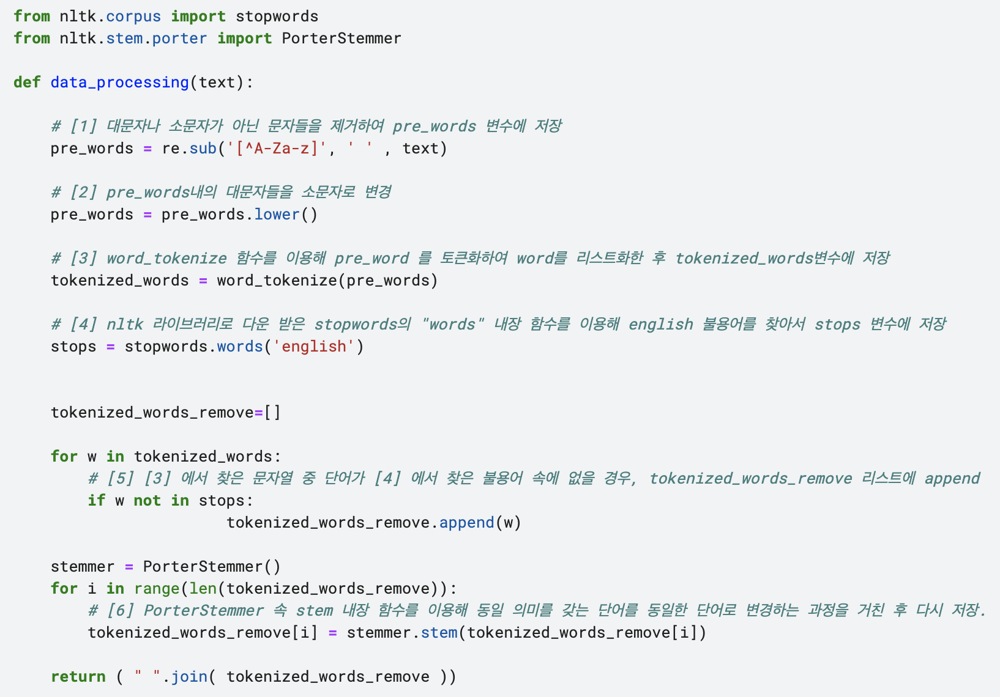 from nltk.corpus import stopwords
from nltk.stem.porter import PorterStemmer
def data_processing(text):
# [1] 대문자나 소문자가 아닌 문자들을 제거하여 pre_words 변수에 저장
pre_words = re.sub('[^A-Za-z]', ' ' , text)
# [2] pre_words내의 대문자들을 소문자로 변경
pre_words = pre_words.lower()
# [3] word_tokenize 함수를 이용해 pre_word 를 토큰화하여 word를 리스트화한 후 tokenized_words변수에 저장
tokenized_words = word_tokenize(pre_words)
# [4] nltk 라이브러리로 다운 받은 stopwords의 "words" 내장 함수를 이용해 english 불용어를 찾아서 stops 변수에 저장
stops = stopwords.words('english')
tokenized_words_remove=[]
for w in tokenized_words:
# [5] [3] 에서 찾은 문자열 중 단어가 [4] 에서 찾은 불용어 속에 없을 경우, tokenized_words_remove 리스트에 append
if w not in stops:
tokenized_words_remove.append(w)
stemmer = PorterStemmer()
for i in range(len(tokenized_words_remove)):
# [6] PorterStemmer 속 stem 내장 함수를 이용해 동일 의미를 갖는 단어를 동일한 단어로 변경하는 과정을 거친 후 다시 저장.
tokenized_words_remove[i] = stemmer.stem(tokenized_words_remove[i])
return ( " ".join( tokenized_words_remove ))